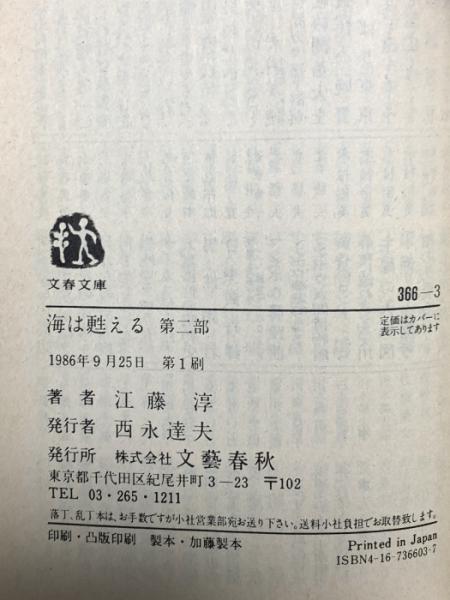 文春文庫
366—3
海は甦える 第二部
定価はカバーに
表示してあります
1986年9月25日 第1刷
著者 江藤 淳
発行者 西永達夫
発行所 株式会社 文藝春秋
東京都千代田区紀尾井町3—23 〒102
TEL 03・265・1211
落丁、乱丁本は、お手数ですが小社営業部宛お送り下さい。送料小社負担でお取替致します。
印刷・凸版印刷 製本・加藤製本
Printed in Japan
ISBN4-16-736603-7